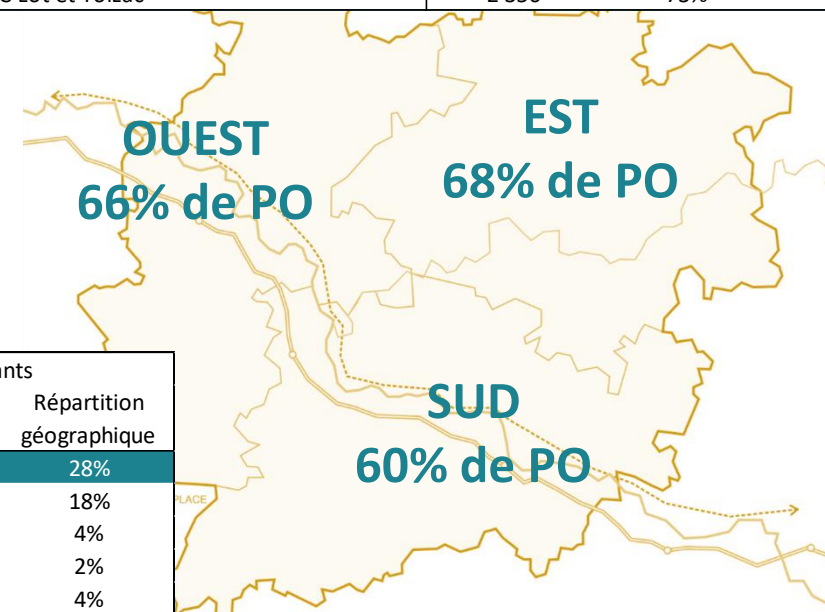 OUEST
66% de PO
EST
68% de PO
SUD
60% de PO
Répartition
géographique
28%
18%
4%
2%
4%
PLACE